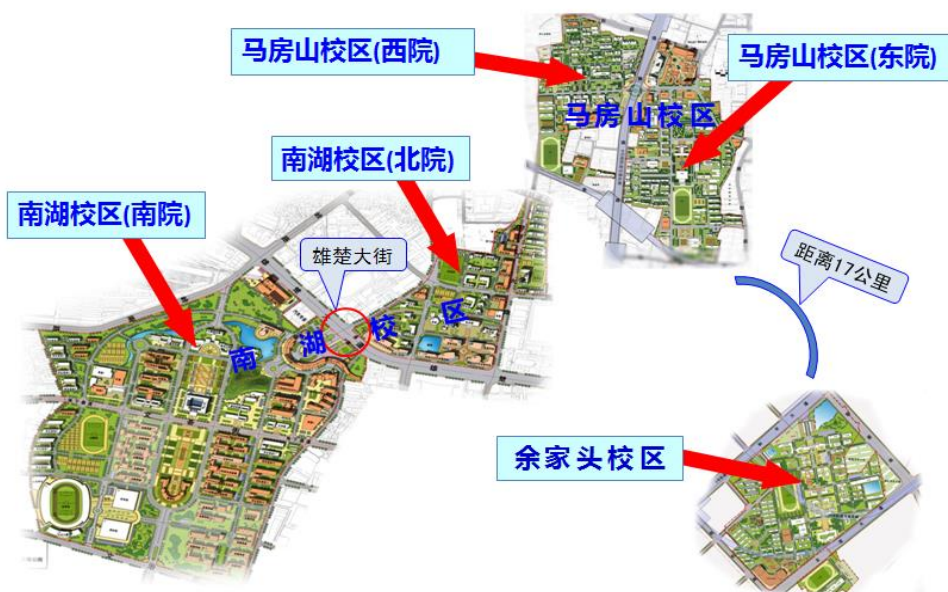 马房山校区(西院)
马房山校区(东院)
马房山校区
南湖校区(北院)
南湖校区(南院)
雄楚大街
距离17公里
南湖校区
余家头校区